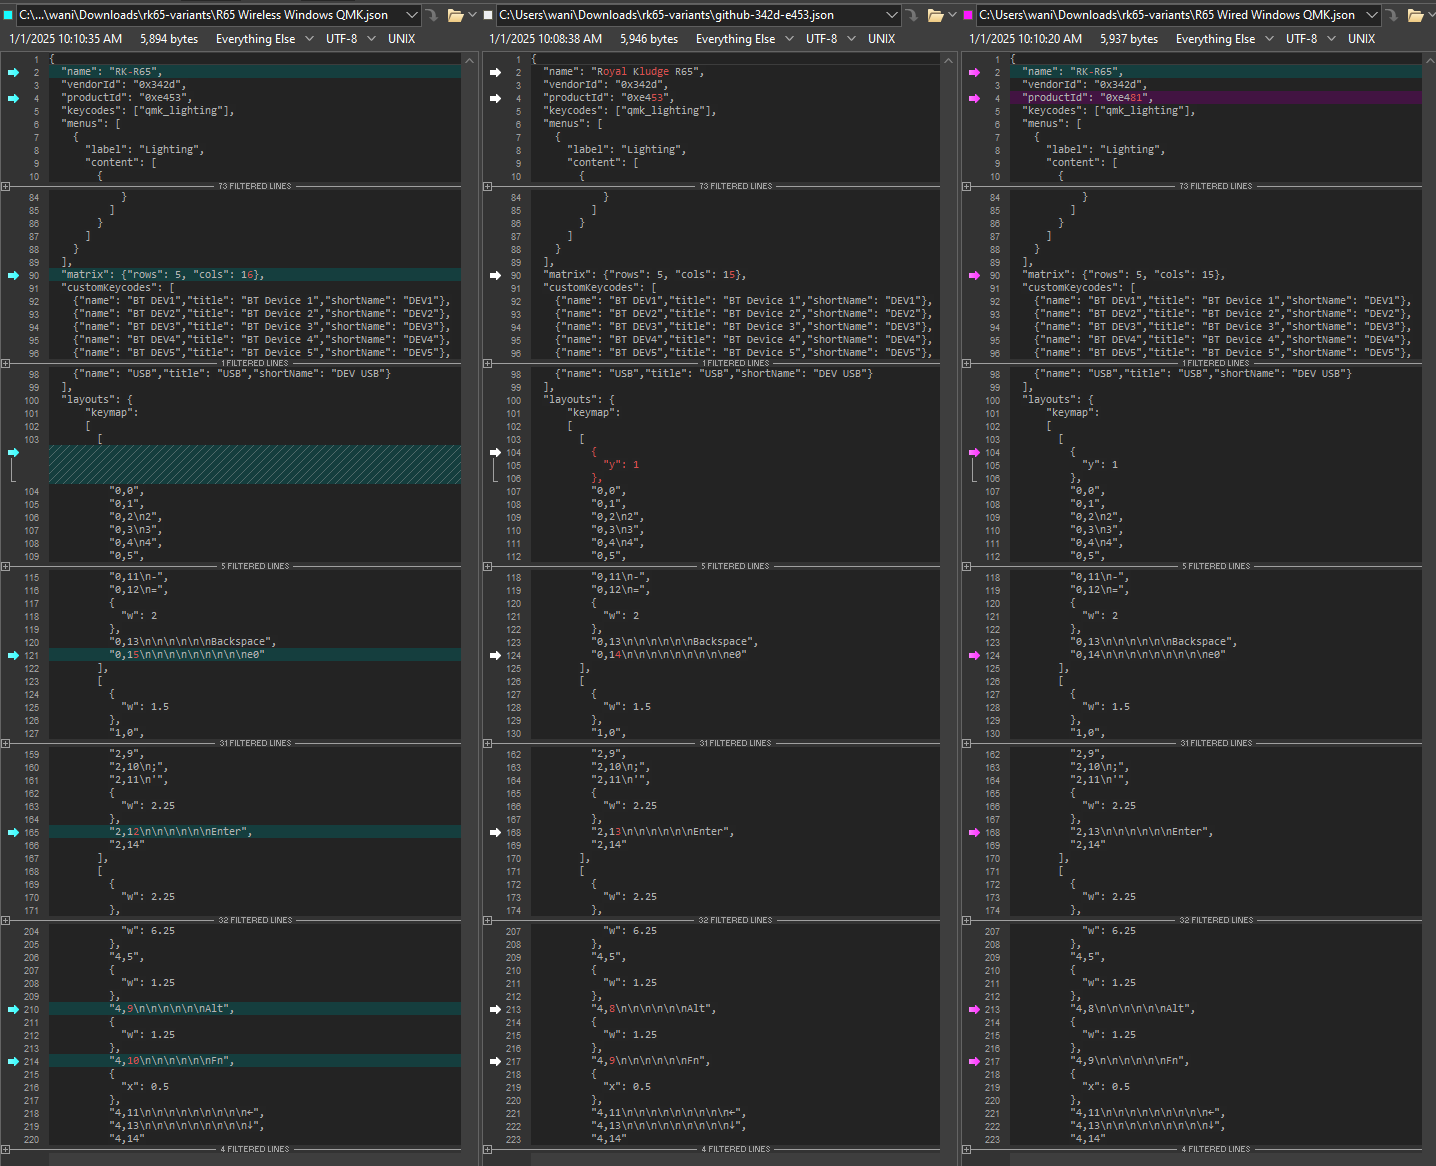 C:\...\wani\Downloads\rk65-variants\R65 Wireless Windows QMK.json
1/1/2025 10:10:35 AM 5,894 bytes Everything Else UTF-8 UNIX
1 {
2 "name": "RK-R65",
3 "vendorId": "0x342d",
4 "productId": "0xe453",
5 "keycodes": ["qmk_lighting"],
6 "menus": [
7 {
8 "label": "Lighting",
9 "content": [
10 {
73 FILTERED LINES
84 }
85 ]
86 }
87 ]
88 }
89 ],
90 "matrix": {"rows": 5, "cols": 16},
91 "customKeycodes": [
92 {"name": "BT DEV1","title": "BT Device 1","shortName": "DEV1"},
93 {"name": "BT DEV2","title": "BT Device 2","shortName": "DEV2"},
94 {"name": "BT DEV3","title": "BT Device 3","shortName": "DEV3"},
95 {"name": "BT DEV4","title": "BT Device 4","shortName": "DEV4"},
96 {"name": "BT DEV5","title": "BT Device 5","shortName": "DEV5"},
1 FILTERED LINES
98 {"name": "USB","title": "USB","shortName": "DEV USB"}
99 ],
100 "layouts": {
101 "keymap":
102 [
103 [
104 "0,0",
105 "0,1",
106 "0,2\n2",
107 "0,3\n3",
108 "0,4\n4",
109 "0,5",
5 FILTERED LINES
115 "0,11\n-",
116 "0,12\n=",
117 {
118 "w": 2
119 },
120 "0,13\n\n\n\n\n\nBackspace",
121 "0,15\n\n\n\n\n\n\n\n\ne0"
122 ],
123 [
124 {
125 "w": 1.5
126 },
127 "1,0",
31 FILTERED LINES
159 "2,9",
160 "2,10\n;",
161 "2,11\n'",
162 {
163 "w": 2.25
164 },
165 "2,12\n\n\n\n\n\nEnter",
166 "2,14"
167 ],
168 [
169 {
170 "w": 2.25
171 },
32 FILTERED LINES
204 "w": 6.25
205 },
206 "4,5",
207 {
208 "w": 1.25
209 },
210 "4,9\n\n\n\n\n\nAlt",
211 {
212 "w": 1.25
213 },
214 "4,10\n\n\n\n\n\nFn",
215 {
216 "x": 0.5
217 },
218 "4,11\n\n\n\n\n\n\n\n\n←",
219 "4,13\n\n\n\n\n\n\n\n\n↓",
220 "4,14"
4 FILTERED LINES
C:\Users\wani\Downloads\rk65-variants\github-342d-e453.json
1/1/2025 10:08:38 AM 5,946 bytes Everything Else UTF-8 UNIX
1 {
2 "name": "Royal Kludge R65",
3 "vendorId": "0x342d",
4 "productId": "0xe453",
5 "keycodes": ["qmk_lighting"],
6 "menus": [
7 {
8 "label": "Lighting",
9 "content": [
10 {
73 FILTERED LINES
84 }
85 ]
86 }
87 ]
88 }
89 ],
90 "matrix": {"rows": 5, "cols": 15},
91 "customKeycodes": [
92 {"name": "BT DEV1","title": "BT Device 1","shortName": "DEV1"},
93 {"name": "BT DEV2","title": "BT Device 2","shortName": "DEV2"},
94 {"name": "BT DEV3","title": "BT Device 3","shortName": "DEV3"},
95 {"name": "BT DEV4","title": "BT Device 4","shortName": "DEV4"},
96 {"name": "BT DEV5","title": "BT Device 5","shortName": "DEV5"},
1 FILTERED LINES
98 {"name": "USB","title": "USB","shortName": "DEV USB"}
99 ],
100 "layouts": {
101 "keymap":
102 [
103 [
104 {
105 "y": 1
106 },
107 "0,0",
108 "0,1",
109 "0,2\n2",
110 "0,3\n3",
111 "0,4\n4",
112 "0,5",
5 FILTERED LINES
118 "0,11\n-",
119 "0,12\n=",
120 {
121 "w": 2
122 },
123 "0,13\n\n\n\n\n\nBackspace",
124 "0,14\n\n\n\n\n\n\n\n\ne0"
125 ],
126 [
127 {
128 "w": 1.5
129 },
130 "1,0",
31 FILTERED LINES
162 "2,9",
163 "2,10\n;",
164 "2,11\n'",
165 {
166 "w": 2.25
167 },
168 "2,13\n\n\n\n\n\nEnter",
169 "2,14"
170 ],
171 [
172 {
173 "w": 2.25
174 },
32 FILTERED LINES
207 "w": 6.25
208 },
209 "4,5",
210 {
211 "w": 1.25
212 },
213 "4,8\n\n\n\n\n\nAlt",
214 {
215 "w": 1.25
216 },
217 "4,9\n\n\n\n\n\nFn",
218 {
219 "x": 0.5
220 },
221 "4,11\n\n\n\n\n\n\n\n\n←",
222 "4,13\n\n\n\n\n\n\n\n\n↓",
223 "4,14"
4 FILTERED LINES
C:\Users\wani\Downloads\rk65-variants\R65 Wired Windows QMK.json
1/1/2025 10:10:20 AM 5,937 bytes Everything Else UTF-8 UNIX
1 {
2 "name": "RK-R65",
3 "vendorId": "0x342d",
4 "productId": "0xe481",
5 "keycodes": ["qmk_lighting"],
6 "menus": [
7 {
8 "label": "Lighting",
9 "content": [
10 {
73 FILTERED LINES
84 }
85 ]
86 }
87 ]
88 }
89 ],
90 "matrix": {"rows": 5, "cols": 15},
91 "customKeycodes": [
92 {"name": "BT DEV1","title": "BT Device 1","shortName": "DEV1"},
93 {"name": "BT DEV2","title": "BT Device 2","shortName": "DEV2"},
94 {"name": "BT DEV3","title": "BT Device 3","shortName": "DEV3"},
95 {"name": "BT DEV4","title": "BT Device 4","shortName": "DEV4"},
96 {"name": "BT DEV5","title": "BT Device 5","shortName": "DEV5"},
1 FILTERED LINES
98 {"name": "USB","title": "USB","shortName": "DEV USB"}
99 ],
100 "layouts": {
101 "keymap":
102 [
103 [
104 {
105 "y": 1
106 },
107 "0,0",
108 "0,1",
109 "0,2\n2",
110 "0,3\n3",
111 "0,4\n4",
112 "0,5",
5 FILTERED LINES
118 "0,11\n-",
119 "0,12\n=",
120 {
121 "w": 2
122 },
123 "0,13\n\n\n\n\n\nBackspace",
124 "0,14\n\n\n\n\n\n\n\n\ne0"
125 ],
126 [
127 {
128 "w": 1.5
129 },
130 "1,0",
31 FILTERED LINES
162 "2,9",
163 "2,10\n;",
164 "2,11\n'",
165 {
166 "w": 2.25
167 },
168 "2,13\n\n\n\n\n\nEnter",
169 "2,14"
170 ],
171 [
172 {
173 "w": 2.25
174 },
32 FILTERED LINES
207 "w": 6.25
208 },
209 "4,5",
210 {
211 "w": 1.25
212 },
213 "4,8\n\n\n\n\n\nAlt",
214 {
215 "w": 1.25
216 },
217 "4,9\n\n\n\n\n\nFn",
218 {
219 "x": 0.5
220 },
221 "4,11\n\n\n\n\n\n\n\n\n←",
222 "4,13\n\n\n\n\n\n\n\n\n↓",
223 "4,14"
4 FILTERED LINES